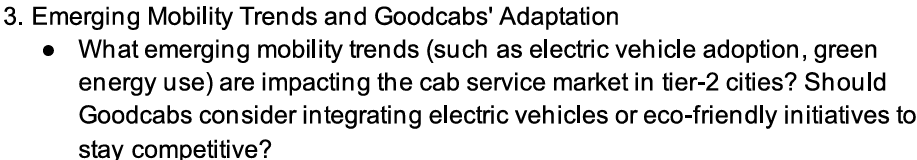 3. Emerging Mobility Trends and Goodcabs' Adaptation
● What emerging mobility trends (such as electric vehicle adoption, green
energy use) are impacting the cab service market in tier-2 cities? Should
Goodcabs consider integrating electric vehicles or eco-friendly initiatives to
stay competitive?